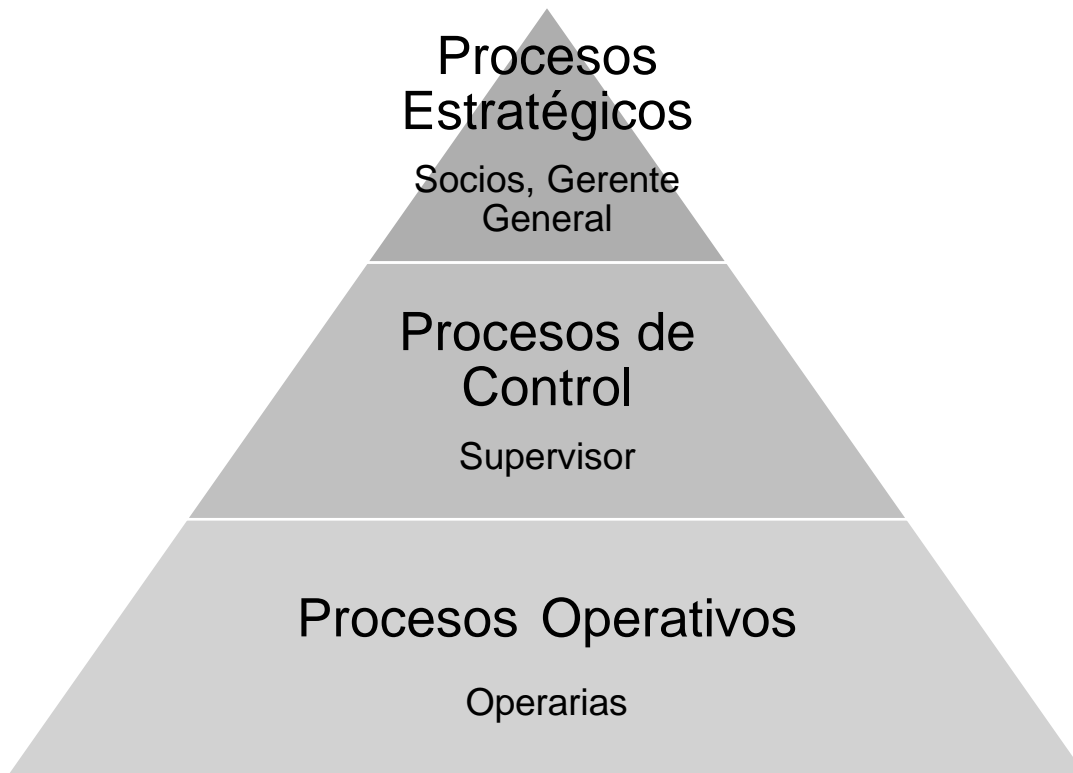 Procesos
Estratégicos
Socios, Gerente
General
Procesos de
Control
Supervisor
Procesos Operativos
Operarias